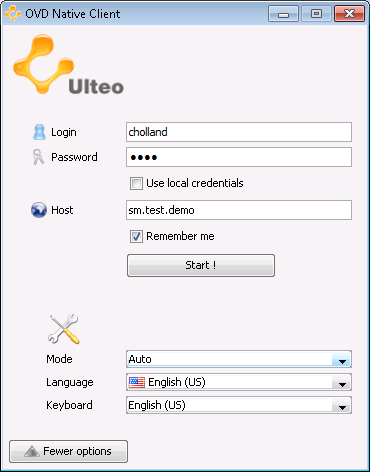 OVD Native Client
Ulteo
Login cholland
Password ••••
Use local credentials
Host sm.test.demo
Remember me
Start !
Mode Auto
Language English (US)
Keyboard English (US)
Fewer options